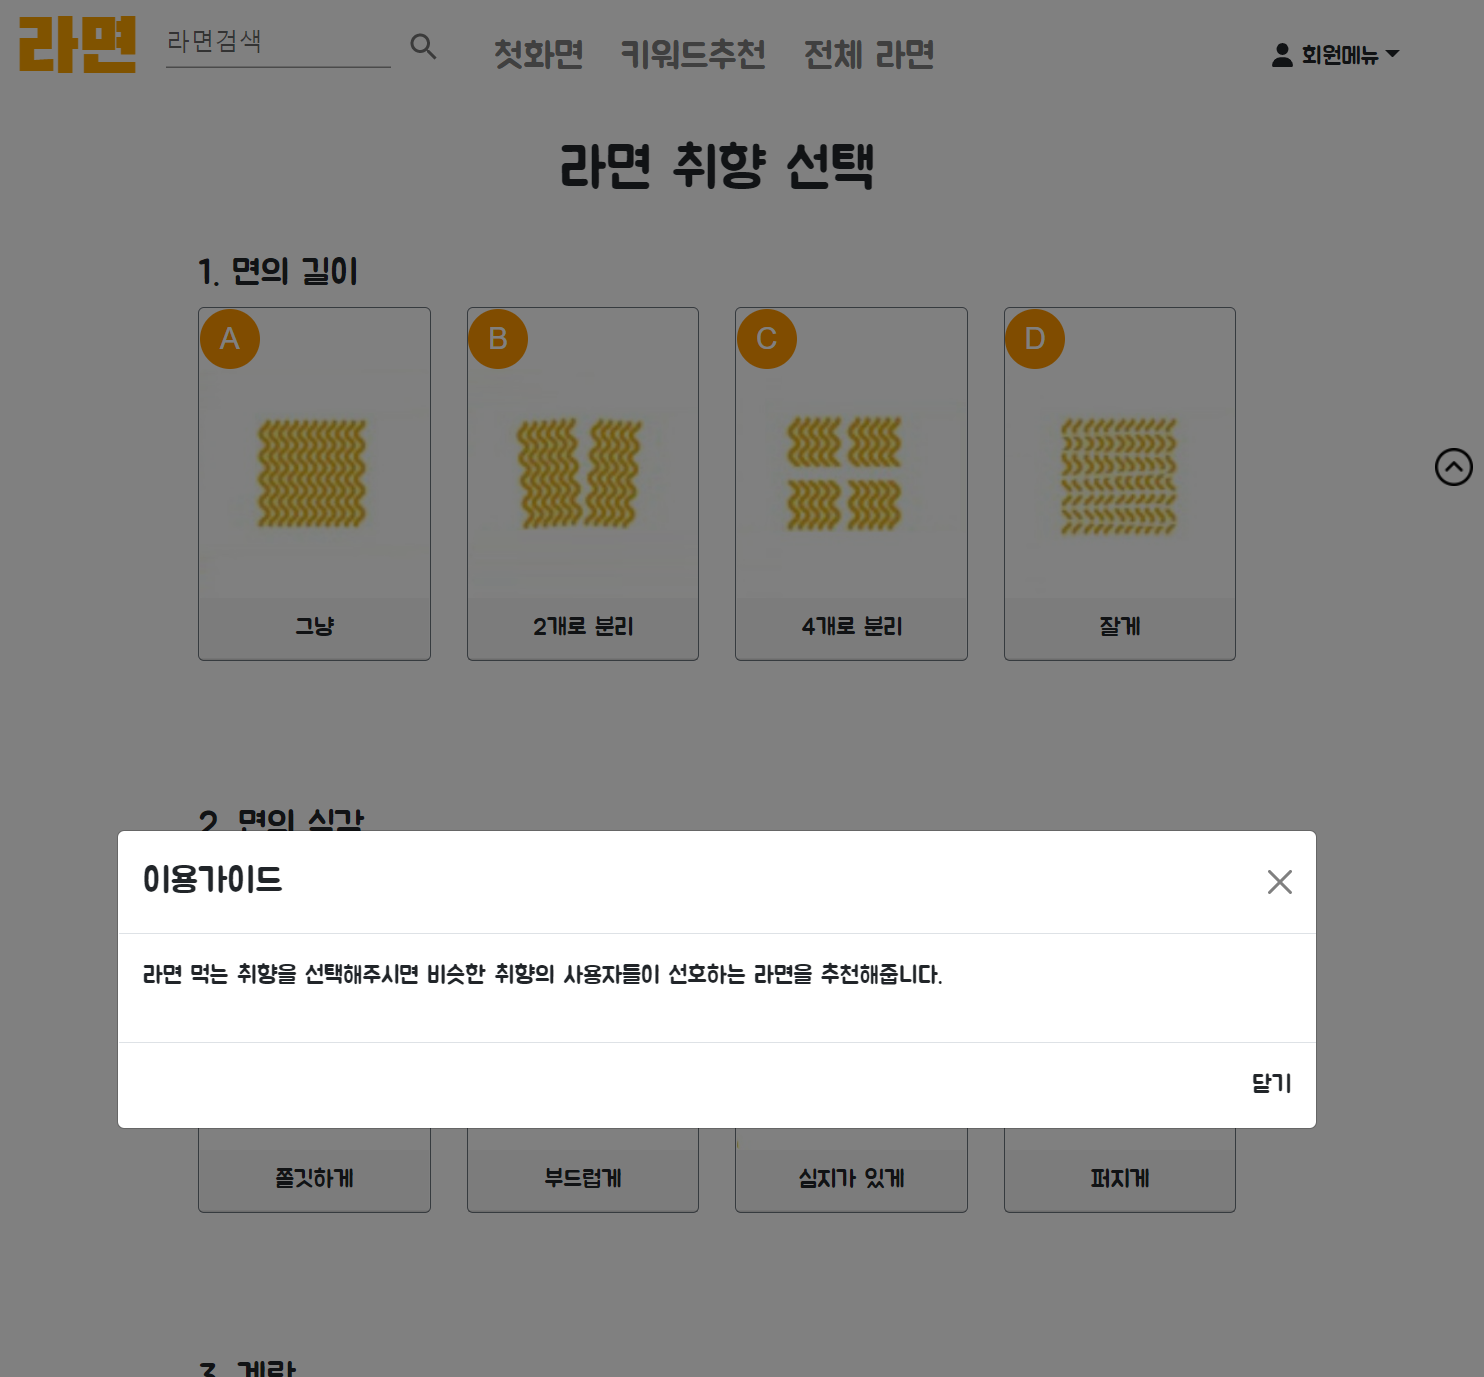 라면
라면검색
첫화면 키워드추천 전체 라면
회원메뉴
라면 취향 선택
1. 면의 길이
A
B
C
D
그냥
2개로 분리
4개로 분리
잘게
2. 면의 식감
이용가이드
라면 먹는 취향을 선택해주시면 비슷한 취향의 사용자들이 선호하는 라면을 추천해줍니다.
닫기
쫄깃하게
부드럽게
심지가 있게
퍼지게
3. 계란